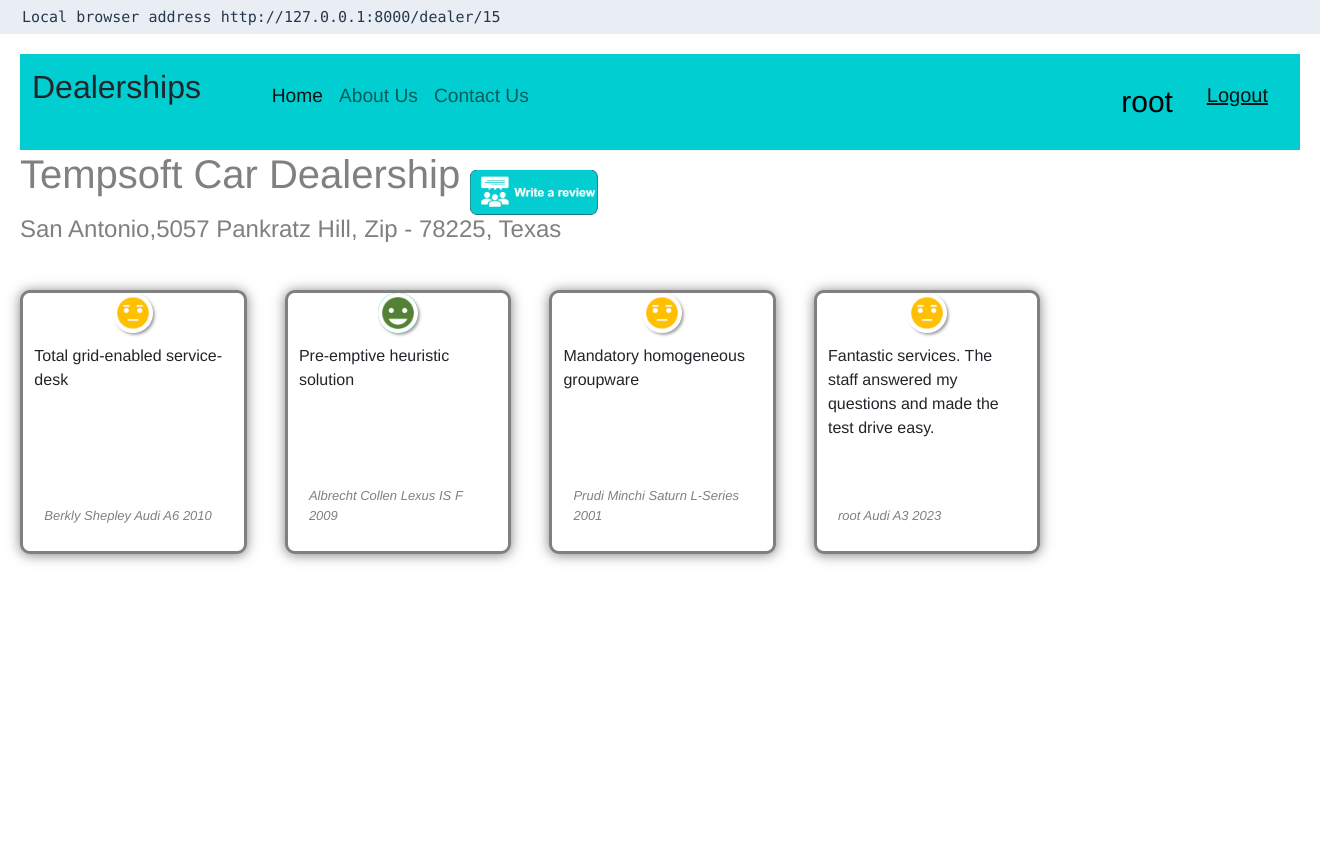 Local browser address http://127.0.0.1:8000/dealer/15
Dealerships
Home About Us Contact Us
root
Logout
Tempsoft Car Dealership
Write a review
San Antonio,5057 Pankratz Hill, Zip - 78225, Texas
Total grid-enabled service-
desk
Berkly Shepley Audi A6 2010
Pre-emptive heuristic
solution
Albrecht Collen Lexus IS F
2009
Mandatory homogeneous
groupware
Prudi Minchi Saturn L-Series
2001
Fantastic services. The
staff answered my
questions and made the
test drive easy.
root Audi A3 2023